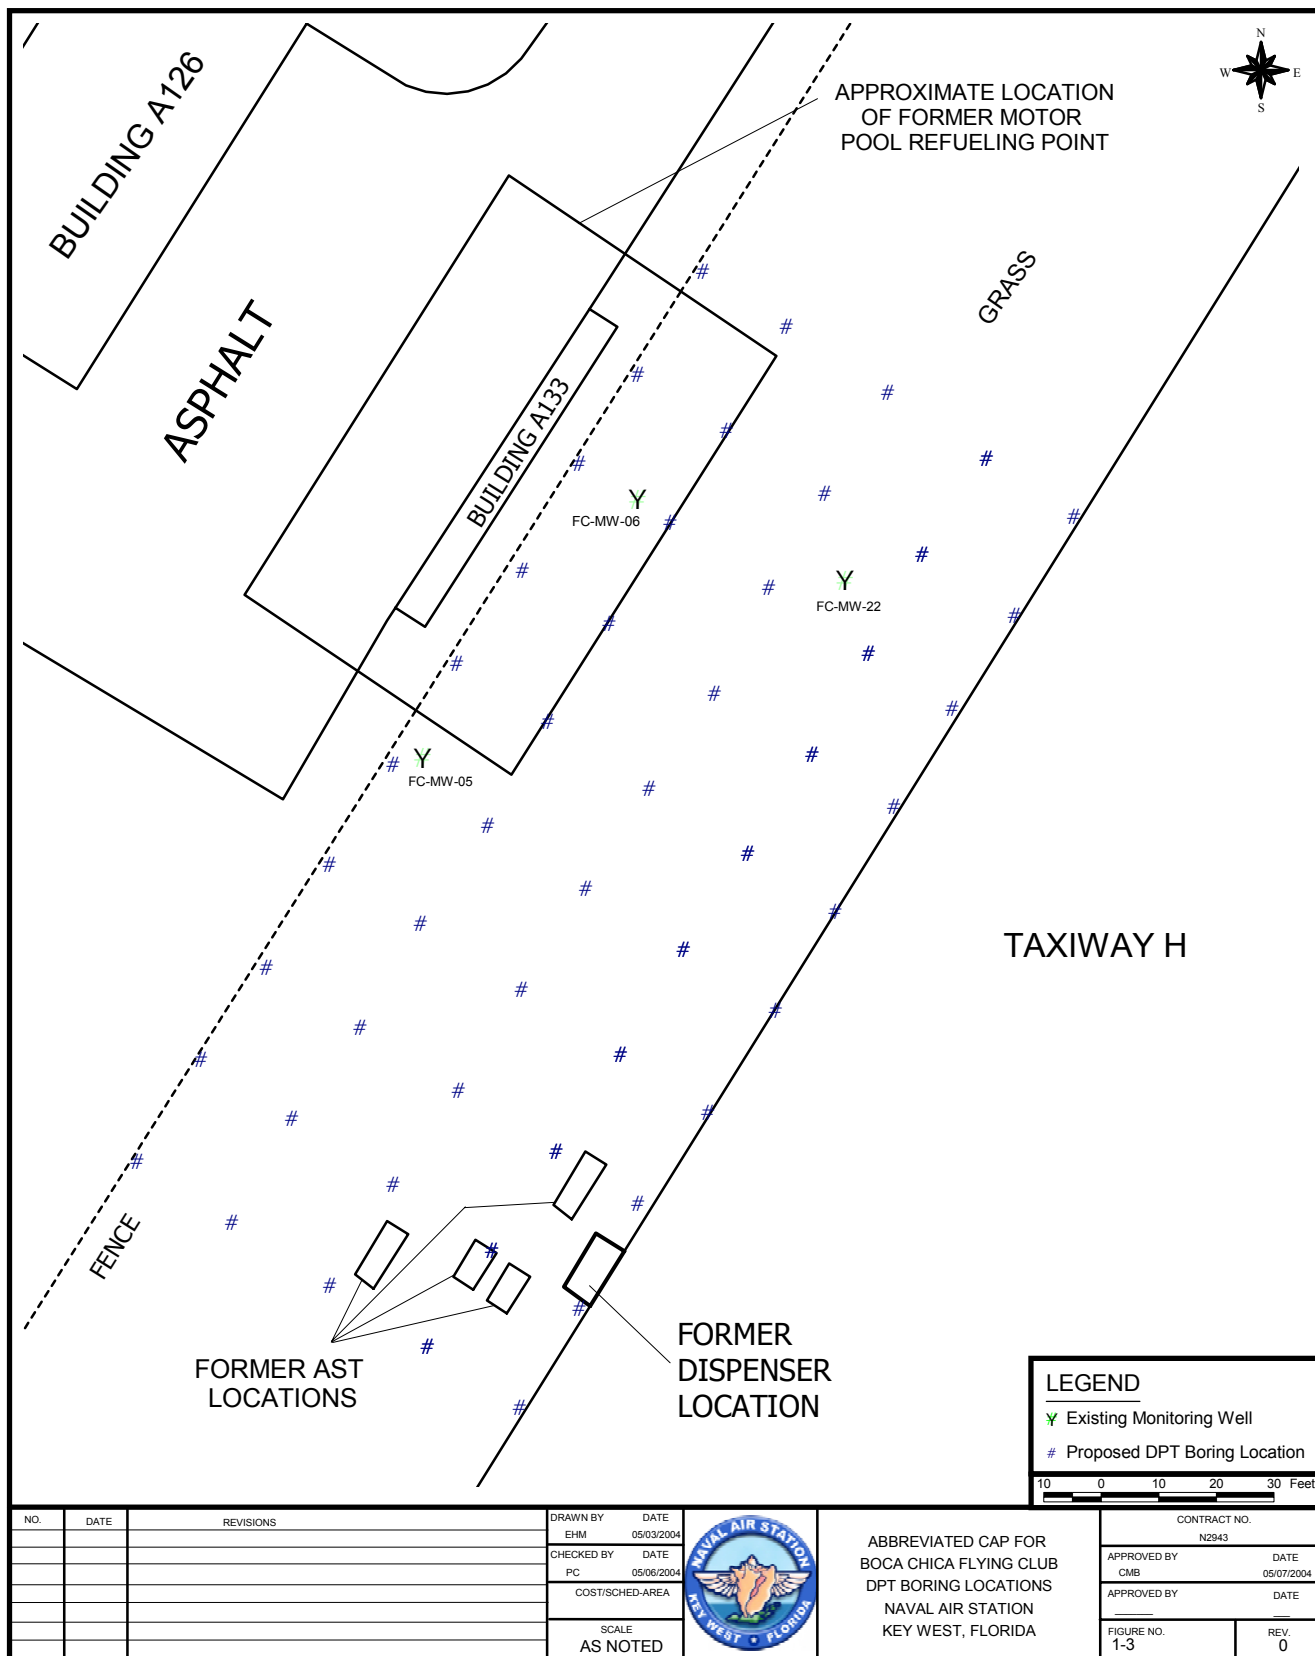 BUILDING A126
N
W
E
S
APPROXIMATE LOCATION
OF FORMER MOTOR
POOL REFUELING POINT
GRASS
ASPHALT
BUILDING A133
FC-MW-06
FC-MW-22
FC-MW-05
TAXIWAY H
FENCE
FORMER AST
LOCATIONS
FORMER
DISPENSER
LOCATION
LEGEND
Y Existing Monitoring Well
# Proposed DPT Boring Location
10 0 10 20 30 Feet
NO. DATE REVISIONS
DRAWN BY DATE
EHM 05/03/2004
CHECKED BY DATE
PC 05/06/2004
COST/SCHED-AREA
SCALE
AS NOTED
NAVAL AIR STATION
KEY WEST FLORIDA
ABBREVIATED CAP FOR
BOCA CHICA FLYING CLUB
DPT BORING LOCATIONS
NAVAL AIR STATION
KEY WEST, FLORIDA
CONTRACT NO.
N2943
APPROVED BY DATE
CMB 05/07/2004
APPROVED BY DATE
FIGURE NO. REV.
1-3 0